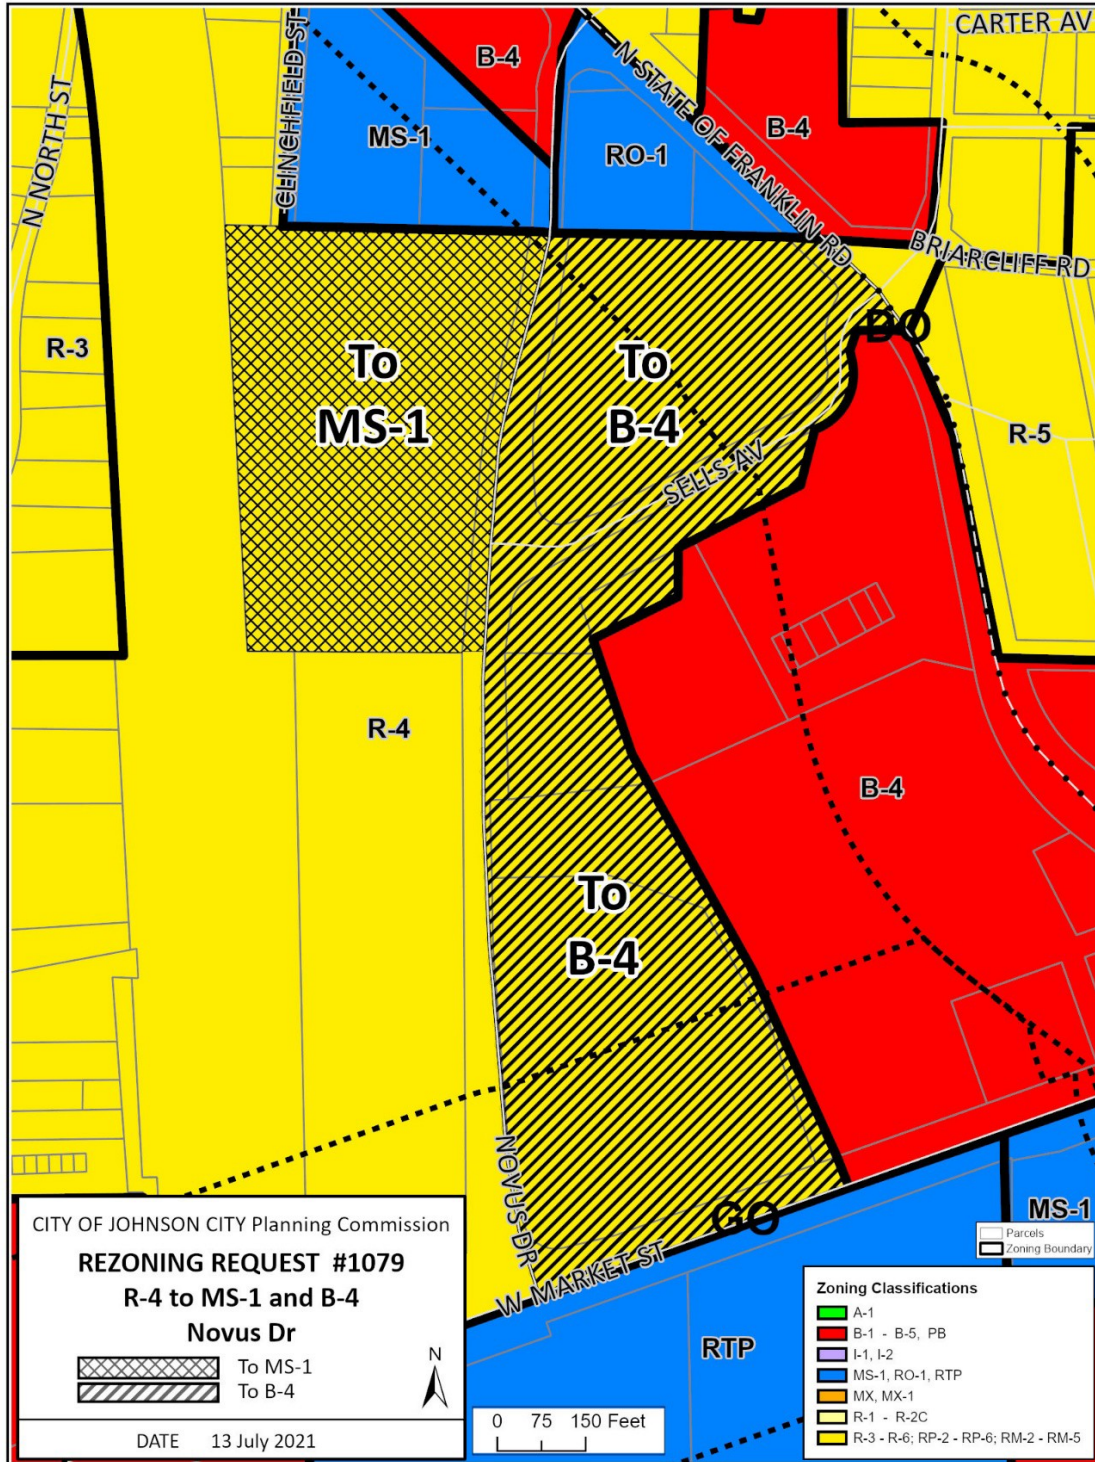 CARTER AV
N NORTH ST
CLINCHFIELD ST
B-4
MS-1
RO-1
N STATE OF FRANKLIN RD
B-4
BRIARCLIFF RD
DO
R-3
To
MS-1
To
B-4
R-5
SELLS AV
R-4
B-4
To
B-4
NOVUS DR
GO
W MARKET ST
MS-1
RTP
CITY OF JOHNSON CITY Planning Commission
REZONING REQUEST #1079
R-4 to MS-1 and B-4
Novus Dr
To MS-1
To B-4
N
DATE 13 July 2021
0 75 150 Feet
Parcels
Zoning Boundary
Zoning Classifications
A-1
B-1 - B-5, PB
I-1, I-2
MS-1, RO-1, RTP
MX, MX-1
R-1 - R-2C
R-3 - R-6; RP-2 - RP-6; RM-2 - RM-5